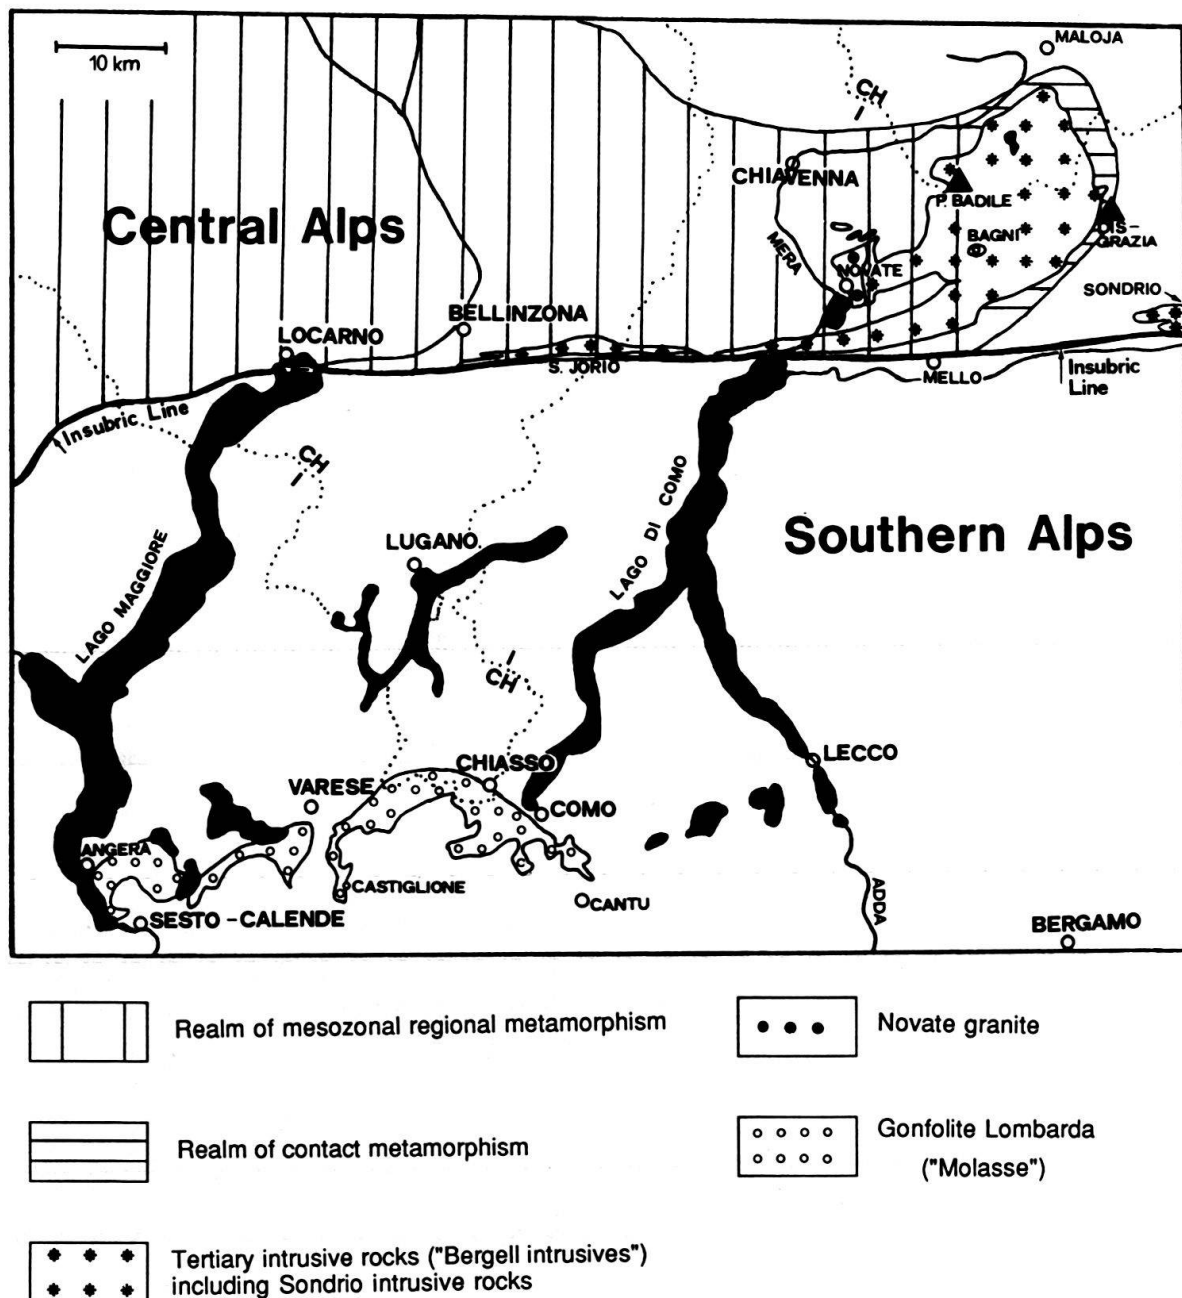 10 km
MALOJA
CH
CHIAVENNA
P. BADILE
Central Alps
DIS-
GRAZIA
BAGNI
MERA
NOVATE
SONDRIO
BELLINZONA
LOCARNO
S. JORIO
MELLO
Insubric
Line
Insubric Line
CH
LAGO DI COMO
Southern Alps
LUGANO
LAGO MAGGIORE
CH
LECCO
CHIASSO
VARESE
COMO
ANGERA
CASTIGLIONE
CANTU
ADDA
SESTO - CALENDE
BERGAMO
Realm of mesozonal regional metamorphism
Novate granite
Realm of contact metamorphism
Gonfolite Lombarda
("Molasse")
Tertiary intrusive rocks ("Bergell intrusives")
including Sondrio intrusive rocks